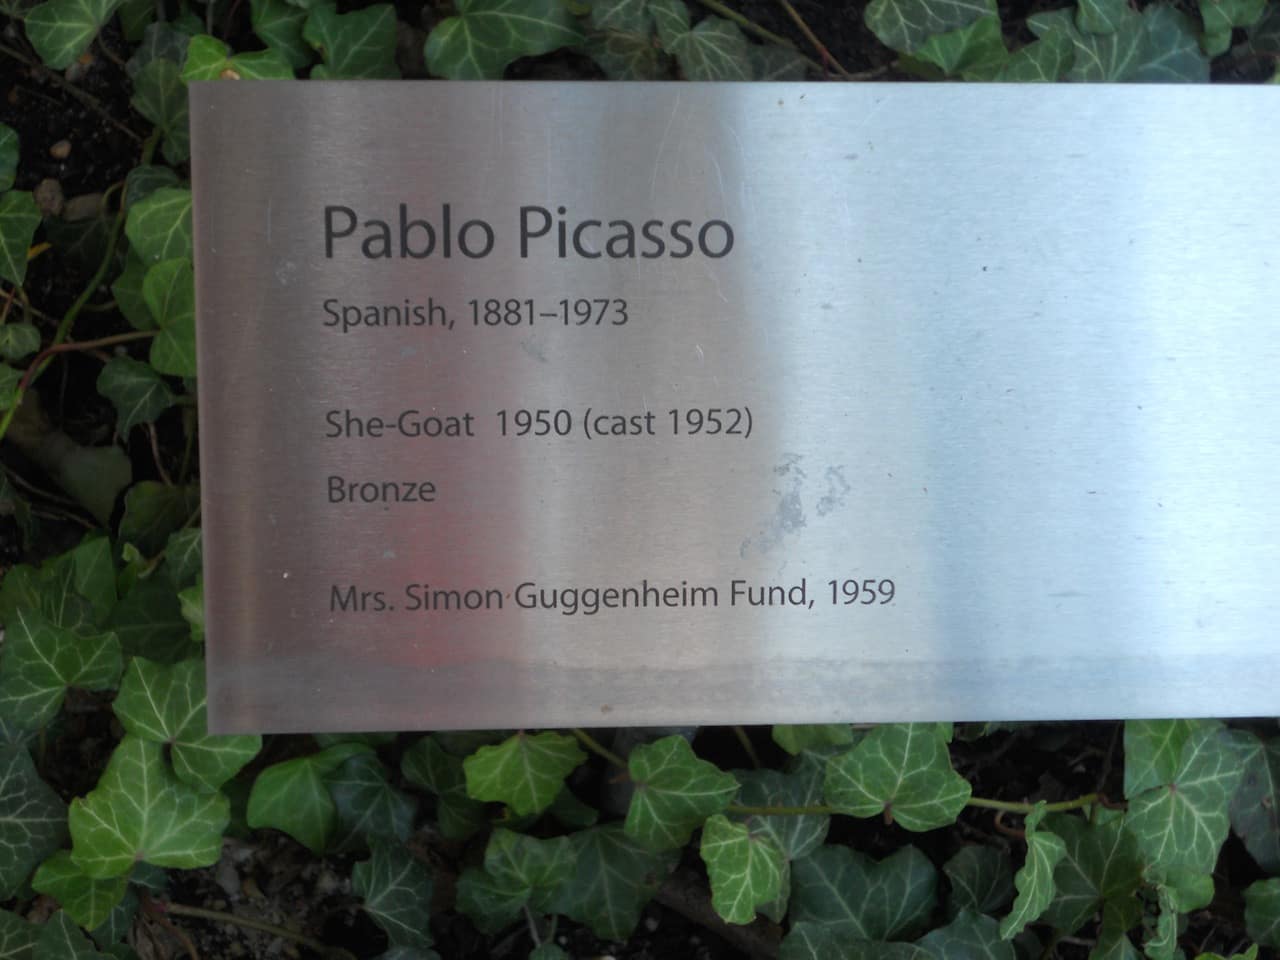 Pablo Picasso
Spanish, 1881–1973
She-Goat 1950 (cast 1952)
Bronze
Mrs. Simon Guggenheim Fund, 1959